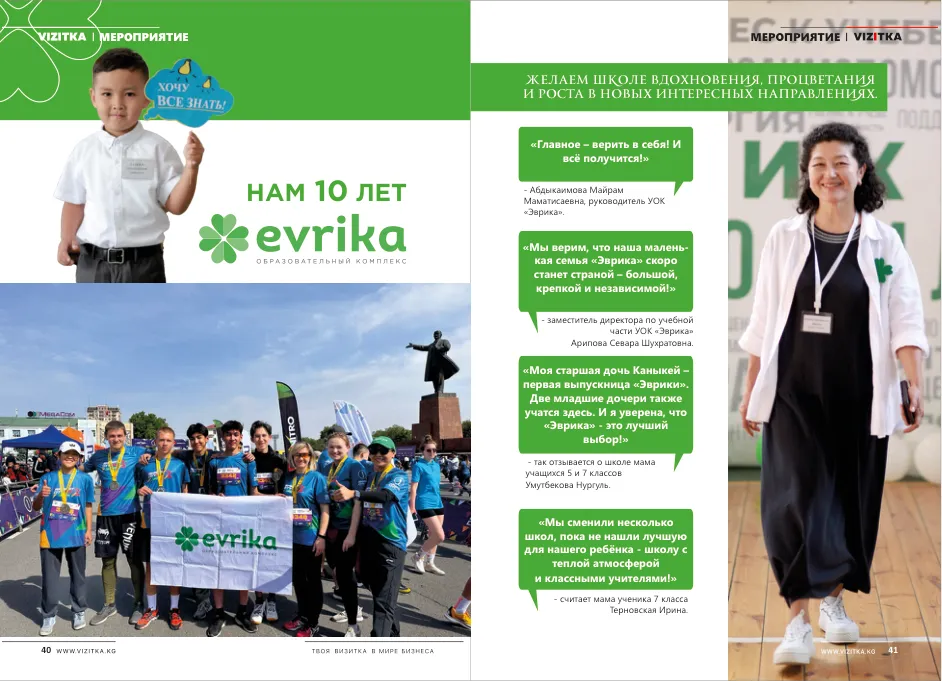 VIZITKA | МЕРОПРИЯТИЕ
ХОЧУ
ВСЕ ЗНАТЬ!
НАМ 10 ЛЕТ
evrika
ОБРАЗОВАТЕЛЬНЫЙ КОМПЛЕКС
MEGACOM
NITRO
evrika
ОБРАЗОВАТЕЛЬНЫЙ КОМПЛЕКС
40 WWW.VIZITKA.KG
ТВОЯ ВИЗИТКА В МИРЕ БИЗНЕСА
МЕРОПРИЯТИЕ | VIZITKA
ЖЕЛАЕМ ШКОЛЕ ВДОХНОВЕНИЯ, ПРОЦВЕТАНИЯ
И РОСТА В НОВЫХ ИНТЕРЕСНЫХ НАПРАВЛЕНИЯХ.
«Главное – верить в себя! И
всё получится!»
- Абдыкаимова Майрам
Маматисаевна, руководитель УОК
«Эврика».
«Мы верим, что наша малень-
кая семья «Эврика» скоро
станет страной – большой,
крепкой и независимой!»
- заместитель директора по учебной
части УОК «Эврика»
Арипова Севара Шухратовна.
«Моя старшая дочь Каныкей –
первая выпускница «Эврики».
Две младшие дочери также
учатся здесь. И я уверена, что
«Эврика» - это лучший
выбор!»
- так отзывается о школе мама
учащихся 5 и 7 классов
Умутбекова Нургуль.
«Мы сменили несколько
школ, пока не нашли лучшую
для нашего ребёнка - школу с
теплой атмосферой
и классными учителями!»
- считает мама ученика 7 класса
Терновская Ирина.
WWW.VIZITKA.KG 41